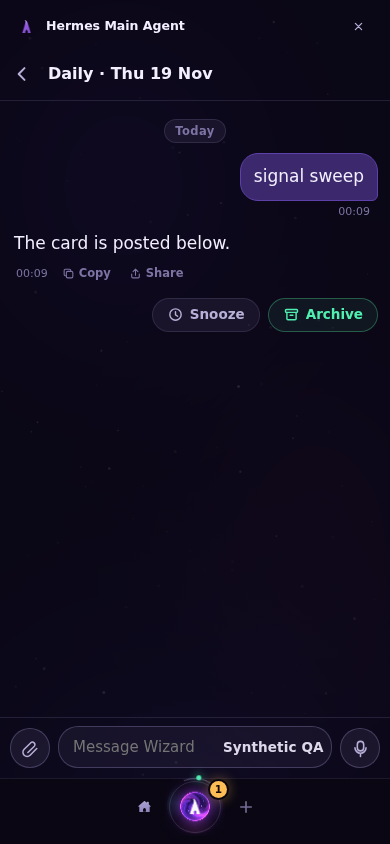 Hermes Main Agent
Daily · Thu 19 Nov
Today
signal sweep
00:09
The card is posted below.
00:09 Copy Share
Snooze Archive
Message Wizard Synthetic QA
1